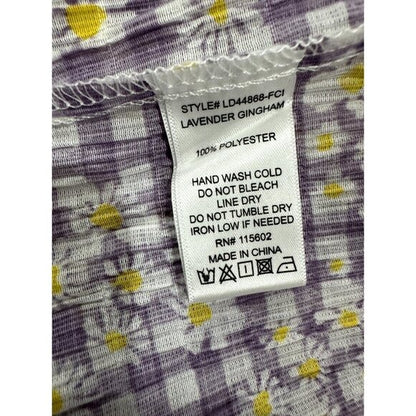 STYLE# LD44868-FCI
LAVENDER GINGHAM
100% POLYESTER
HAND WASH COLD
DO NOT BLEACH
LINE DRY
DO NOT TUMBLE DRY
IRON LOW IF NEEDED
RN# 115602
MADE IN CHINA